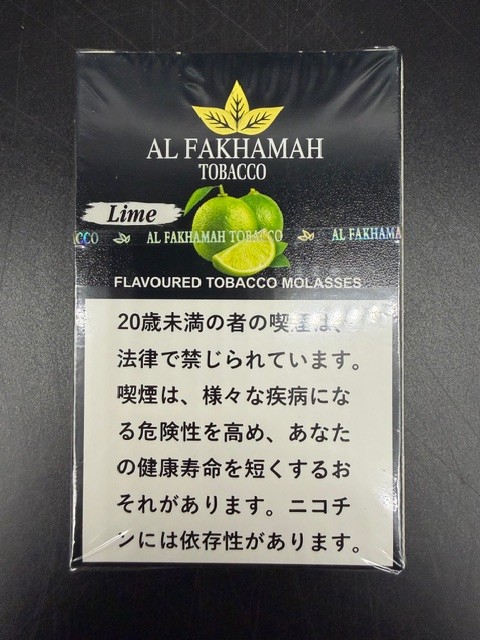 AL FAKHAMAH
TOBACCO
Lime
CCO AL FAKHAMAH TOBACCO AL FAKHAMA
FLAVOURED TOBACCO MOLASSES
20歳未満の者の喫煙は、
法律で禁じられています。
喫煙は、様々な疾病にな
る危険性を高め、あなた
の健康寿命を短くするお
それがあります。ニコチ
ンには依存性があります。